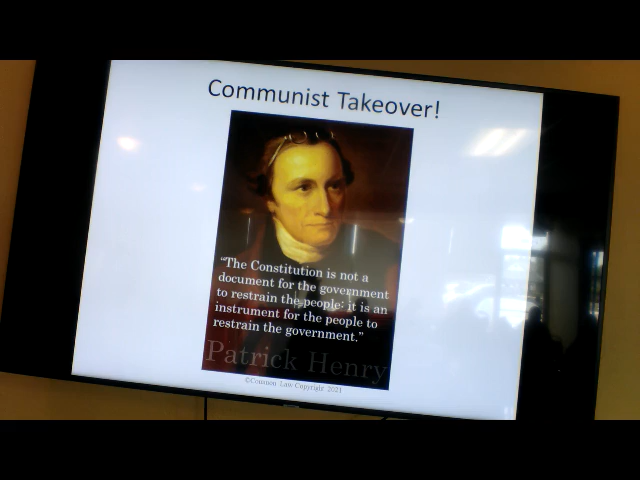 Communist Takeover!
“The Constitution is not a
document for the government
to restrain the people: it is an
instrument for the people to
restrain the government.”
Patrick Henry
Law Copyright 2021